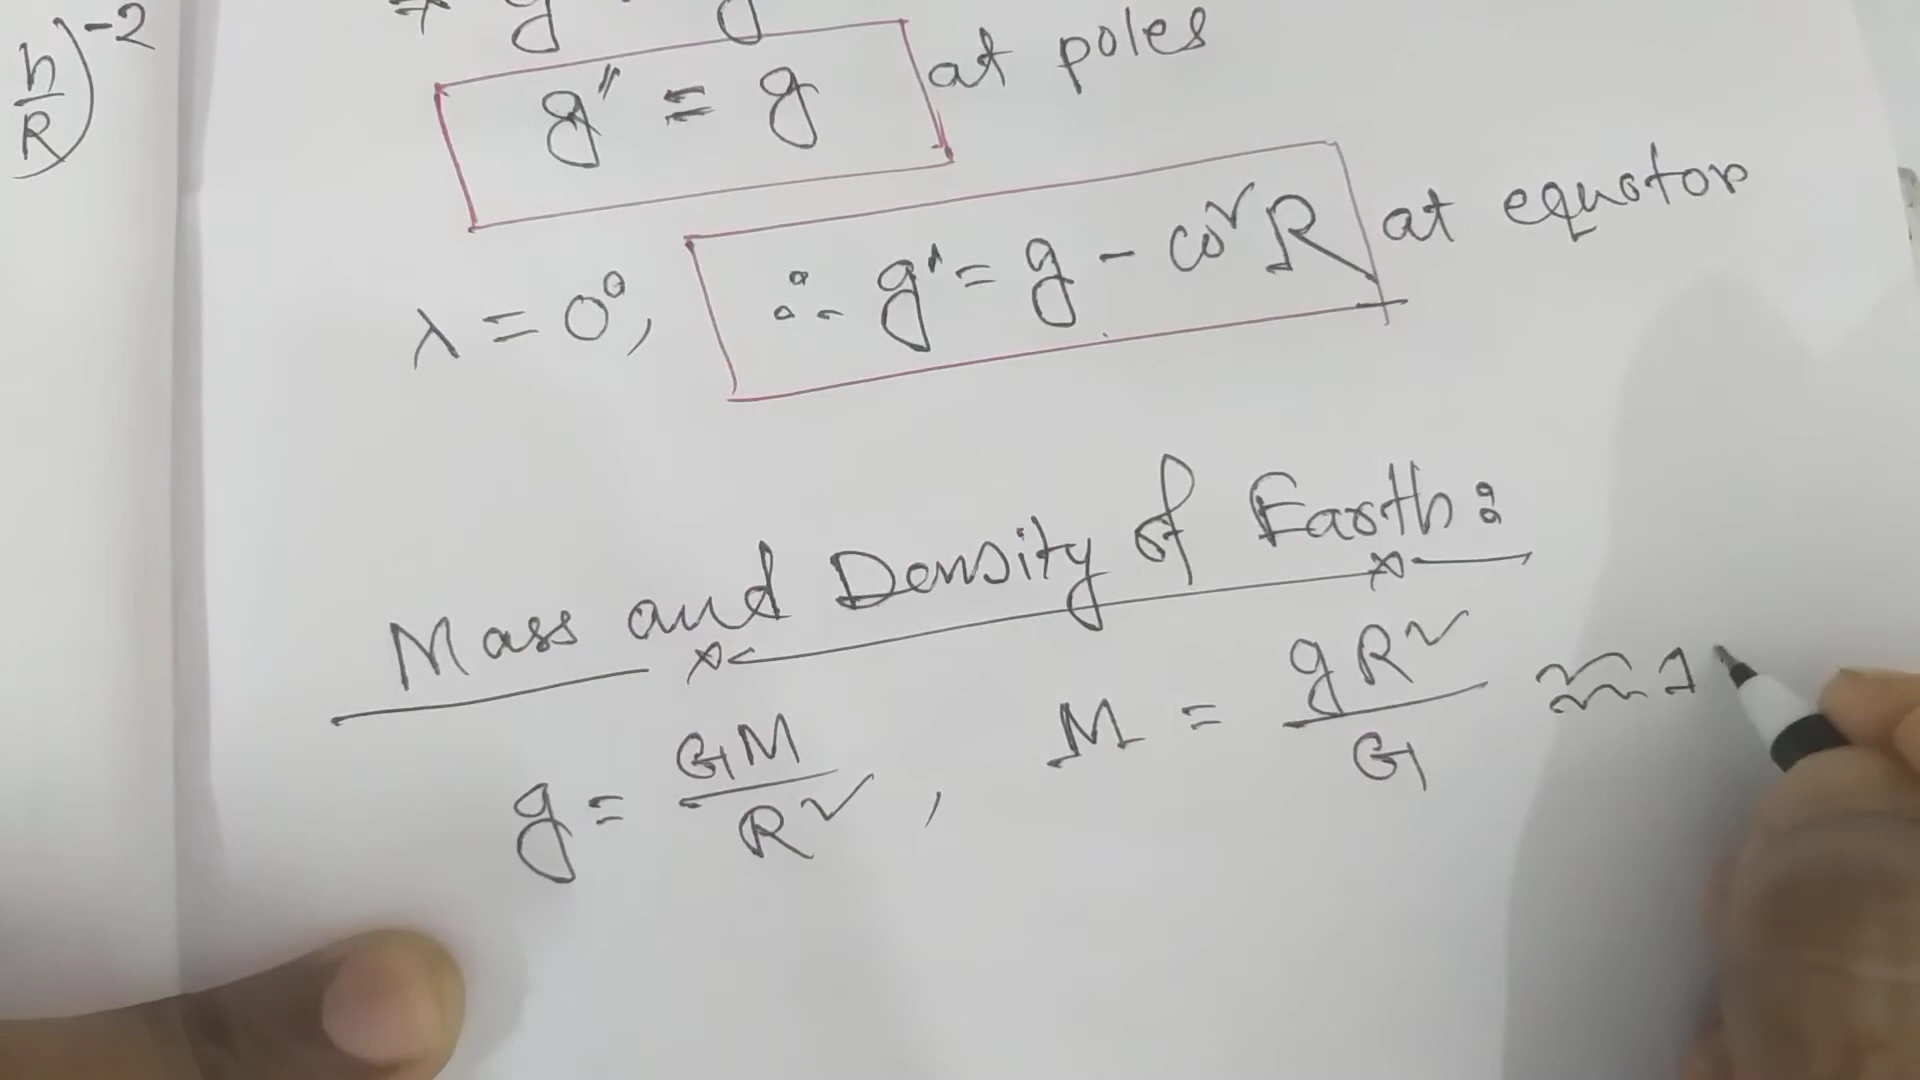 (h/R)⁻²
g″ = g at poles
λ = 0°, ∴ g′ = g - ω²R at equator
Mass and Density of Earth:
g = GM/R², M = gR²/G